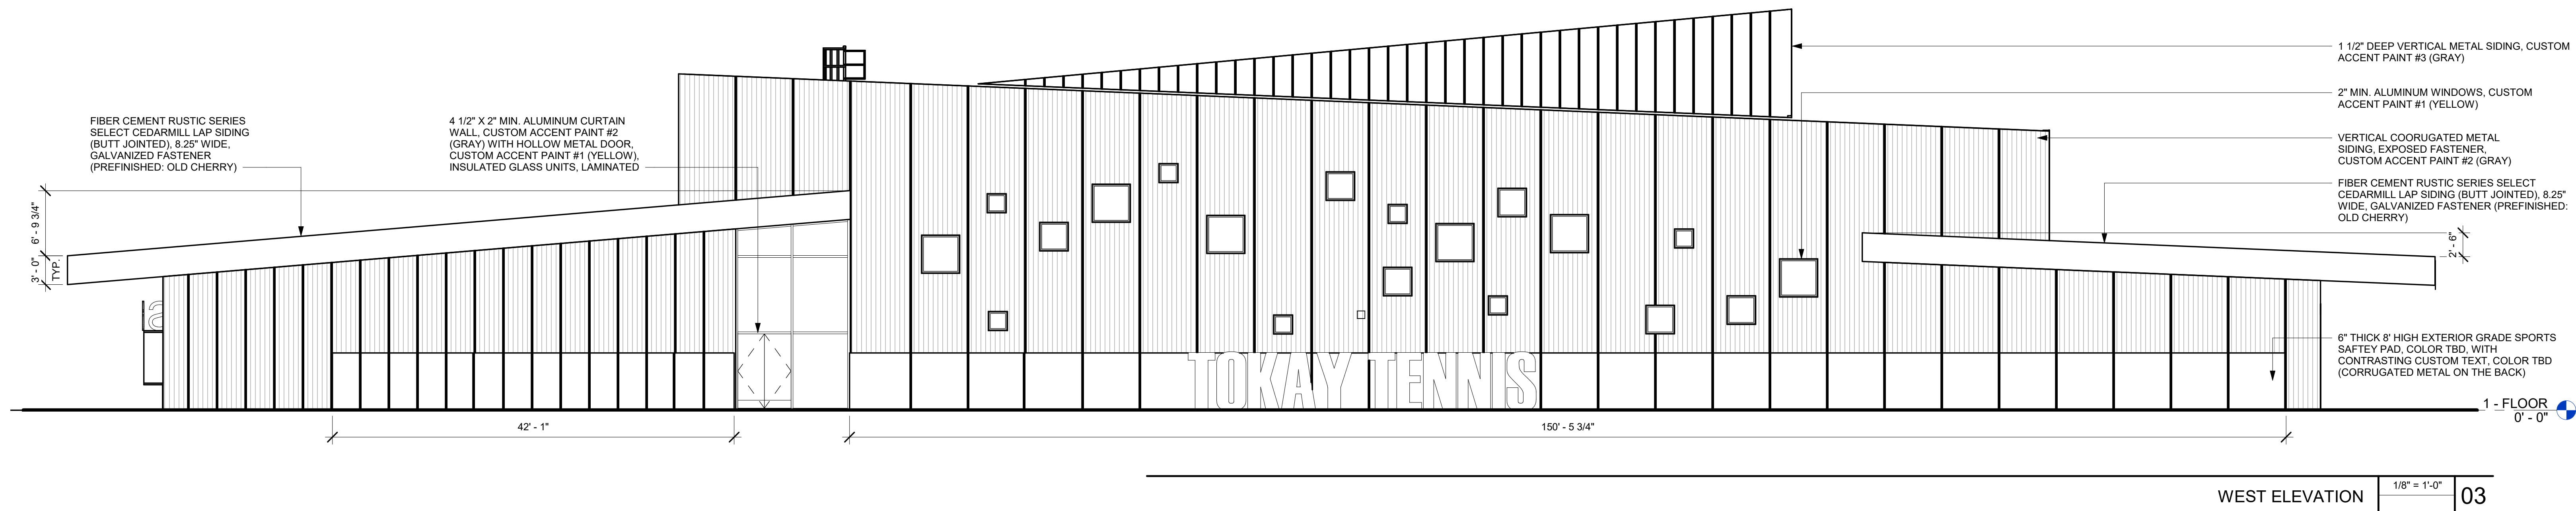 1 1/2" DEEP VERTICAL METAL SIDING, CUSTOM
ACCENT PAINT #3 (GRAY)
2" MIN. ALUMINUM WINDOWS, CUSTOM
ACCENT PAINT #1 (YELLOW)
FIBER CEMENT RUSTIC SERIES
SELECT CEDARMILL LAP SIDING
(BUTT JOINTED), 8.25" WIDE,
GALVANIZED FASTENER
(PREFINISHED: OLD CHERRY)
4 1/2" X 2" MIN. ALUMINUM CURTAIN
WALL, CUSTOM ACCENT PAINT #2
(GRAY) WITH HOLLOW METAL DOOR,
CUSTOM ACCENT PAINT #1 (YELLOW),
INSULATED GLASS UNITS, LAMINATED
VERTICAL COORUGATED METAL
SIDING, EXPOSED FASTENER,
CUSTOM ACCENT PAINT #2 (GRAY)
FIBER CEMENT RUSTIC SERIES SELECT
CEDARMILL LAP SIDING (BUTT JOINTED), 8.25"
WIDE, GALVANIZED FASTENER (PREFINISHED:
OLD CHERRY)
6' - 9 3/4"
3' - 0"
TYP.
2' - 6"
a
6" THICK 8' HIGH EXTERIOR GRADE SPORTS
SAFTEY PAD, COLOR TBD, WITH
CONTRASTING CUSTOM TEXT, COLOR TBD
(CORRUGATED METAL ON THE BACK)
TOKAY TENNIS
1 - FLOOR
0' - 0"
42' - 1"
150' - 5 3/4"
WEST ELEVATION
1/8" = 1'-0"
03